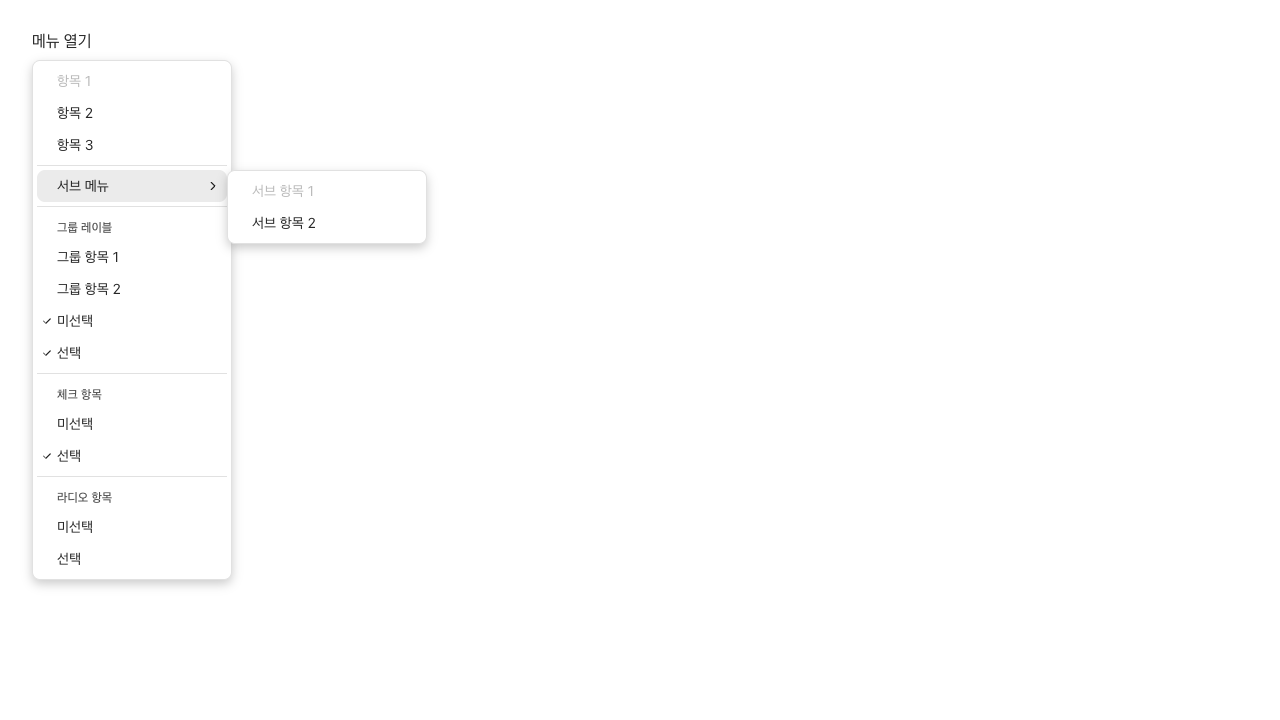 메뉴 열기
항목 1
항목 2
항목 3
서브 메뉴
서브 항목 1
서브 항목 2
그룹 레이블
그룹 항목 1
그룹 항목 2
미선택
선택
체크 항목
미선택
선택
라디오 항목
미선택
선택